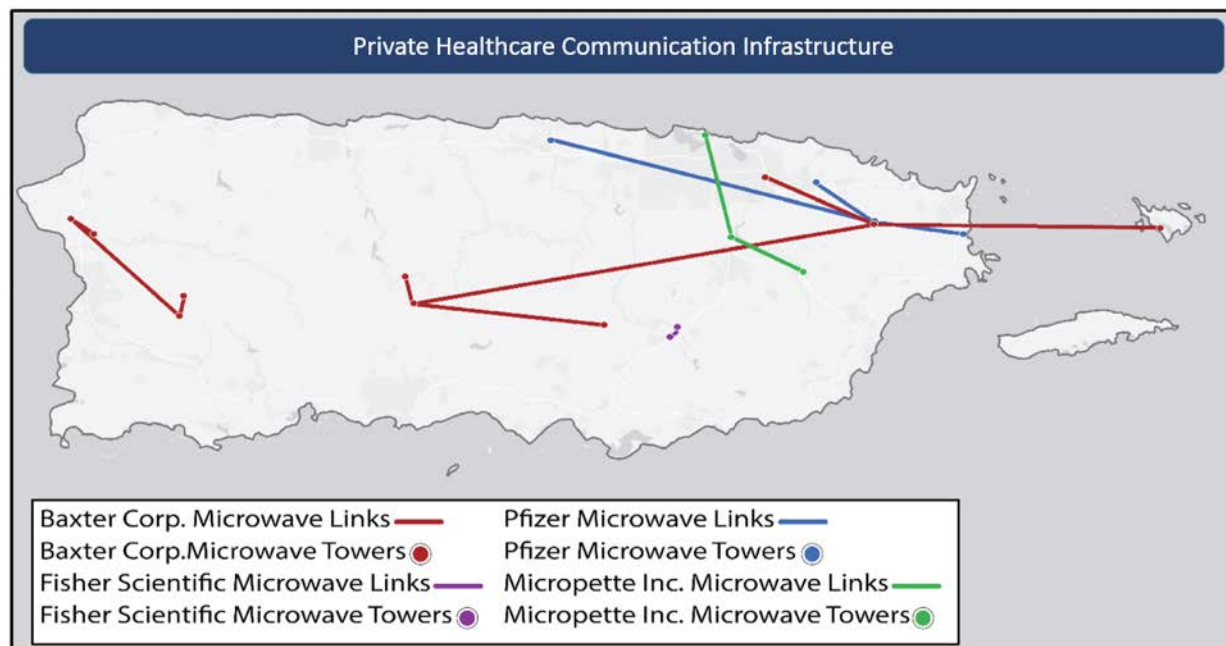 Private Healthcare Communication Infrastructure
Baxter Corp. Microwave Links
Baxter Corp.Microwave Towers
Fisher Scientific Microwave Links
Fisher Scientific Microwave Towers
Pfizer Microwave Links
Pfizer Microwave Towers
Micropette Inc. Microwave Links
Micropette Inc. Microwave Towers